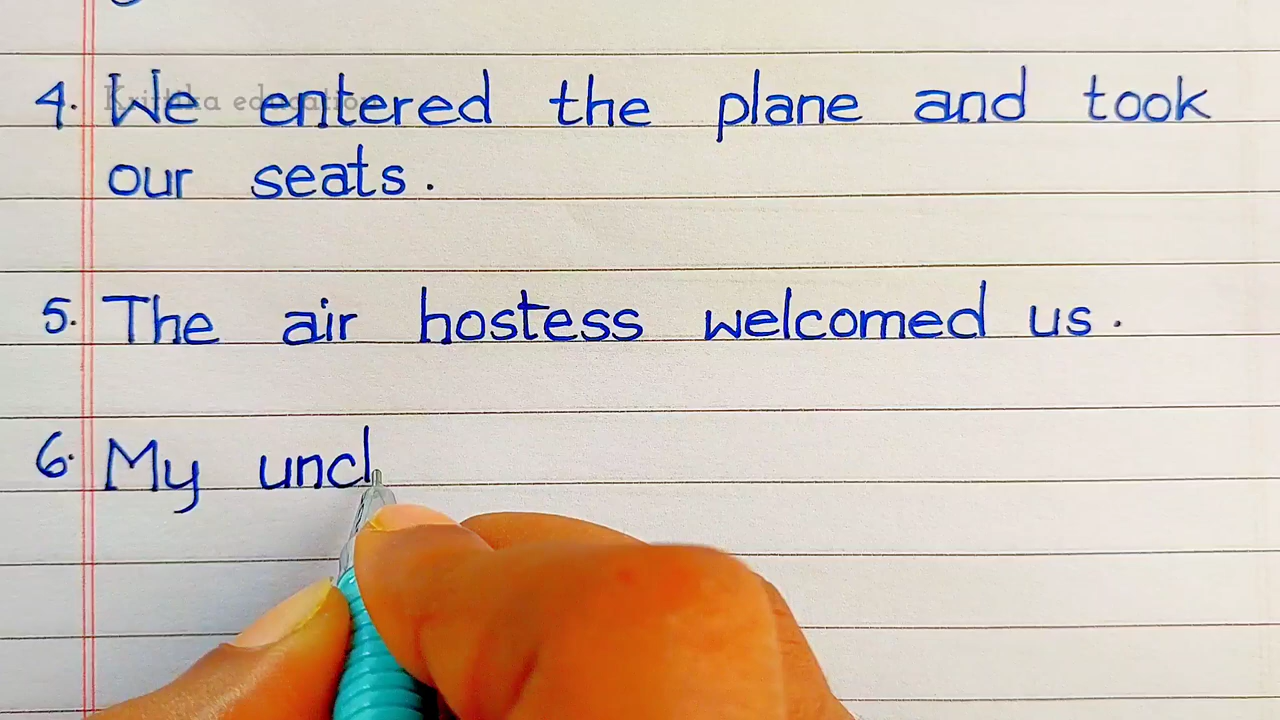 4. We entered the plane and took
our seats.
5. The air hostess welcomed us.
6. My uncl